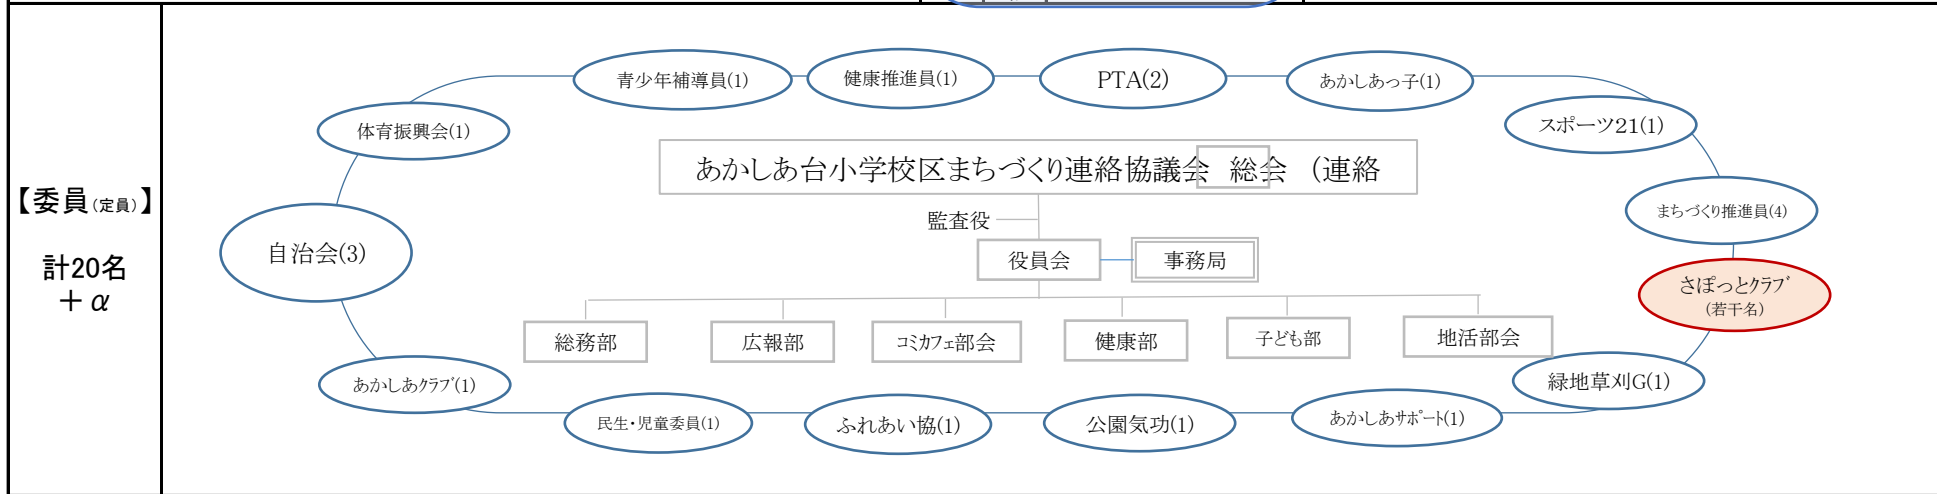 青少年補導員(1)
健康推進員(1)
PTA(2)
あかしあっ子(1)
体育振興会(1)
スポーツ21(1)
あかしあ台小学校区まちづくり連絡協議会 総会 (連絡
【委員(定員)】
まちづくり推進員(4)
監査役
自治会(3)
役員会
事務局
計20名
+α
さぽっとクラブ
(若干名)
総務部
広報部
コミカフェ部会
健康部
子ども部
地活部会
あかしあクラブ(1)
緑地草刈G(1)
民生・児童委員(1)
ふれあい協(1)
公園気功(1)
あかしあサポート(1)